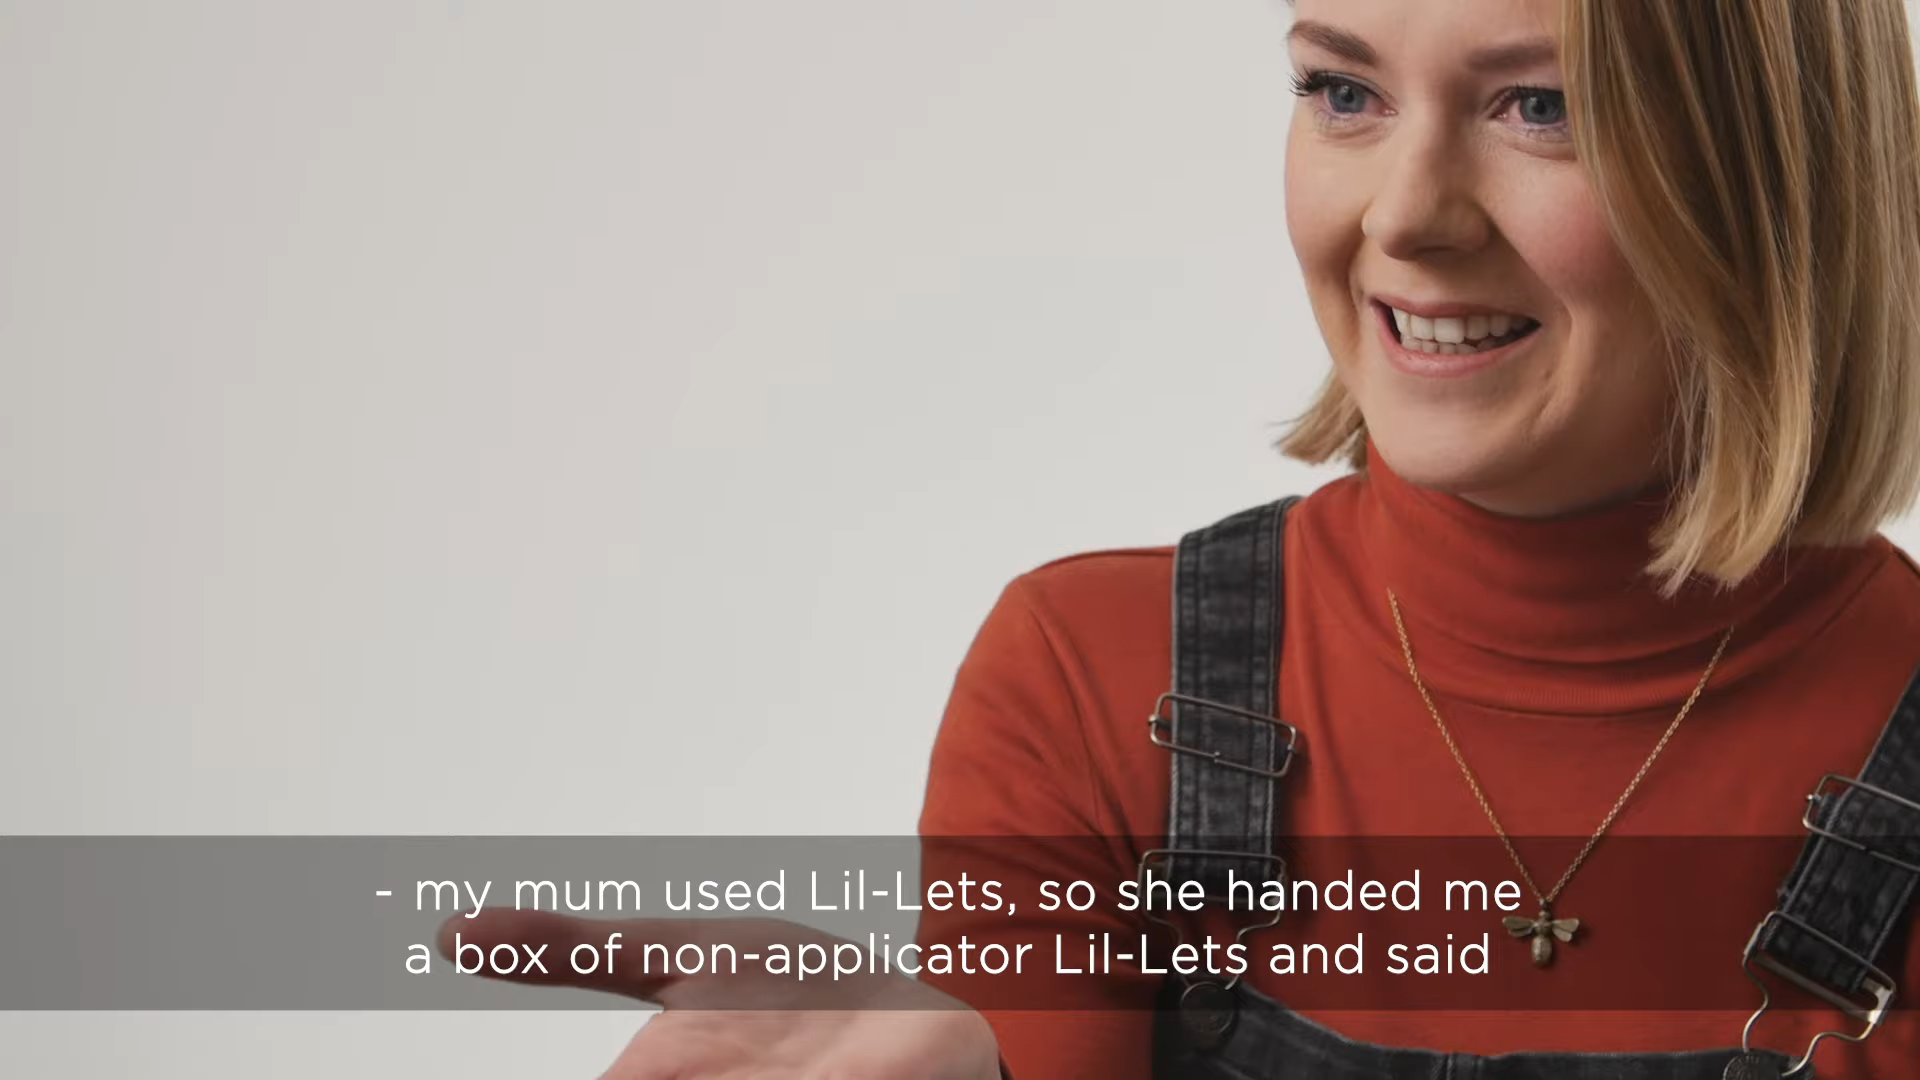 - my mum used Lil-Lets, so she handed me
a box of non-applicator Lil-Lets and said